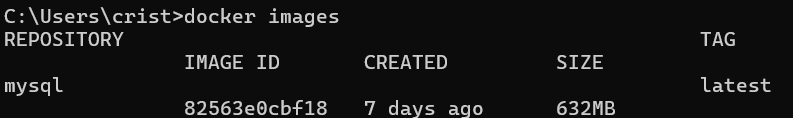 C:\Users\crist>docker images
REPOSITORY TAG
IMAGE ID CREATED SIZE
mysql latest
82563e0cbf18 7 days ago 632MB